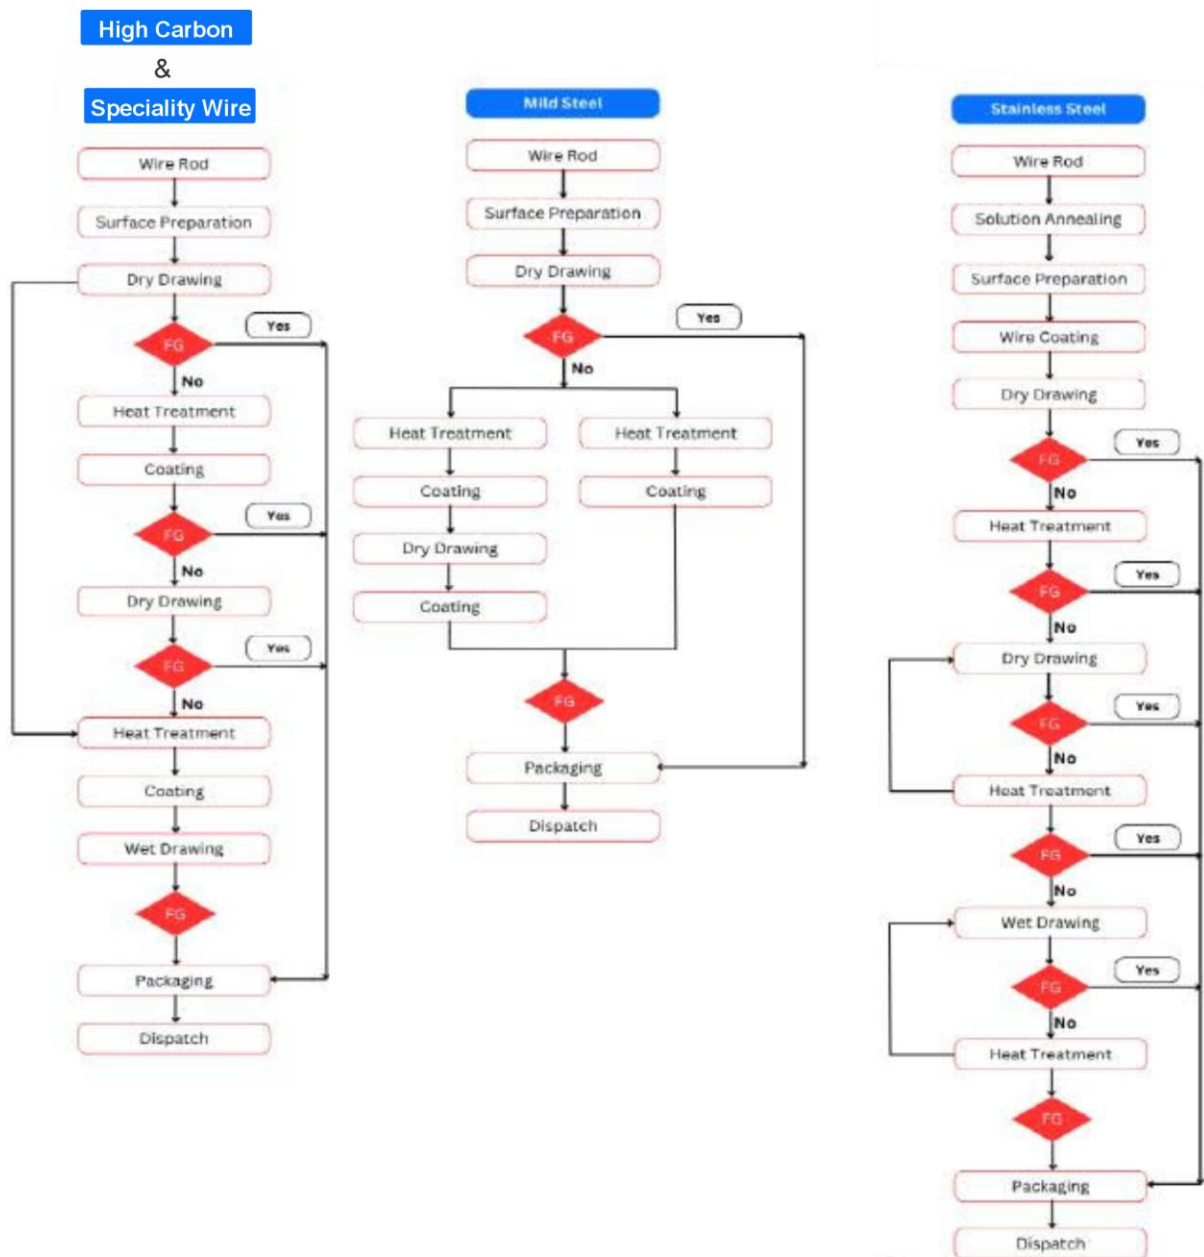 High Carbon
&
Speciality Wire
Wire Rod
Surface Preparation
Dry Drawing
FG
Yes
No
Heat Treatment
Coating
FG
Yes
No
Dry Drawing
FG
Yes
No
Heat Treatment
Coating
Wet Drawing
FG
Packaging
Dispatch
Mild Steel
Wire Rod
Surface Preparation
Dry Drawing
FG
Yes
No
Heat Treatment
Coating
Dry Drawing
Coating
Heat Treatment
Coating
FG
Packaging
Dispatch
Stainless Steel
Wire Rod
Solution Annealing
Surface Preparation
Wire Coating
Dry Drawing
FG
Yes
No
Heat Treatment
FG
Yes
No
Dry Drawing
FG
Yes
No
Heat Treatment
FG
Yes
No
Wet Drawing
FG
Yes
No
Heat Treatment
FG
Packaging
Dispatch